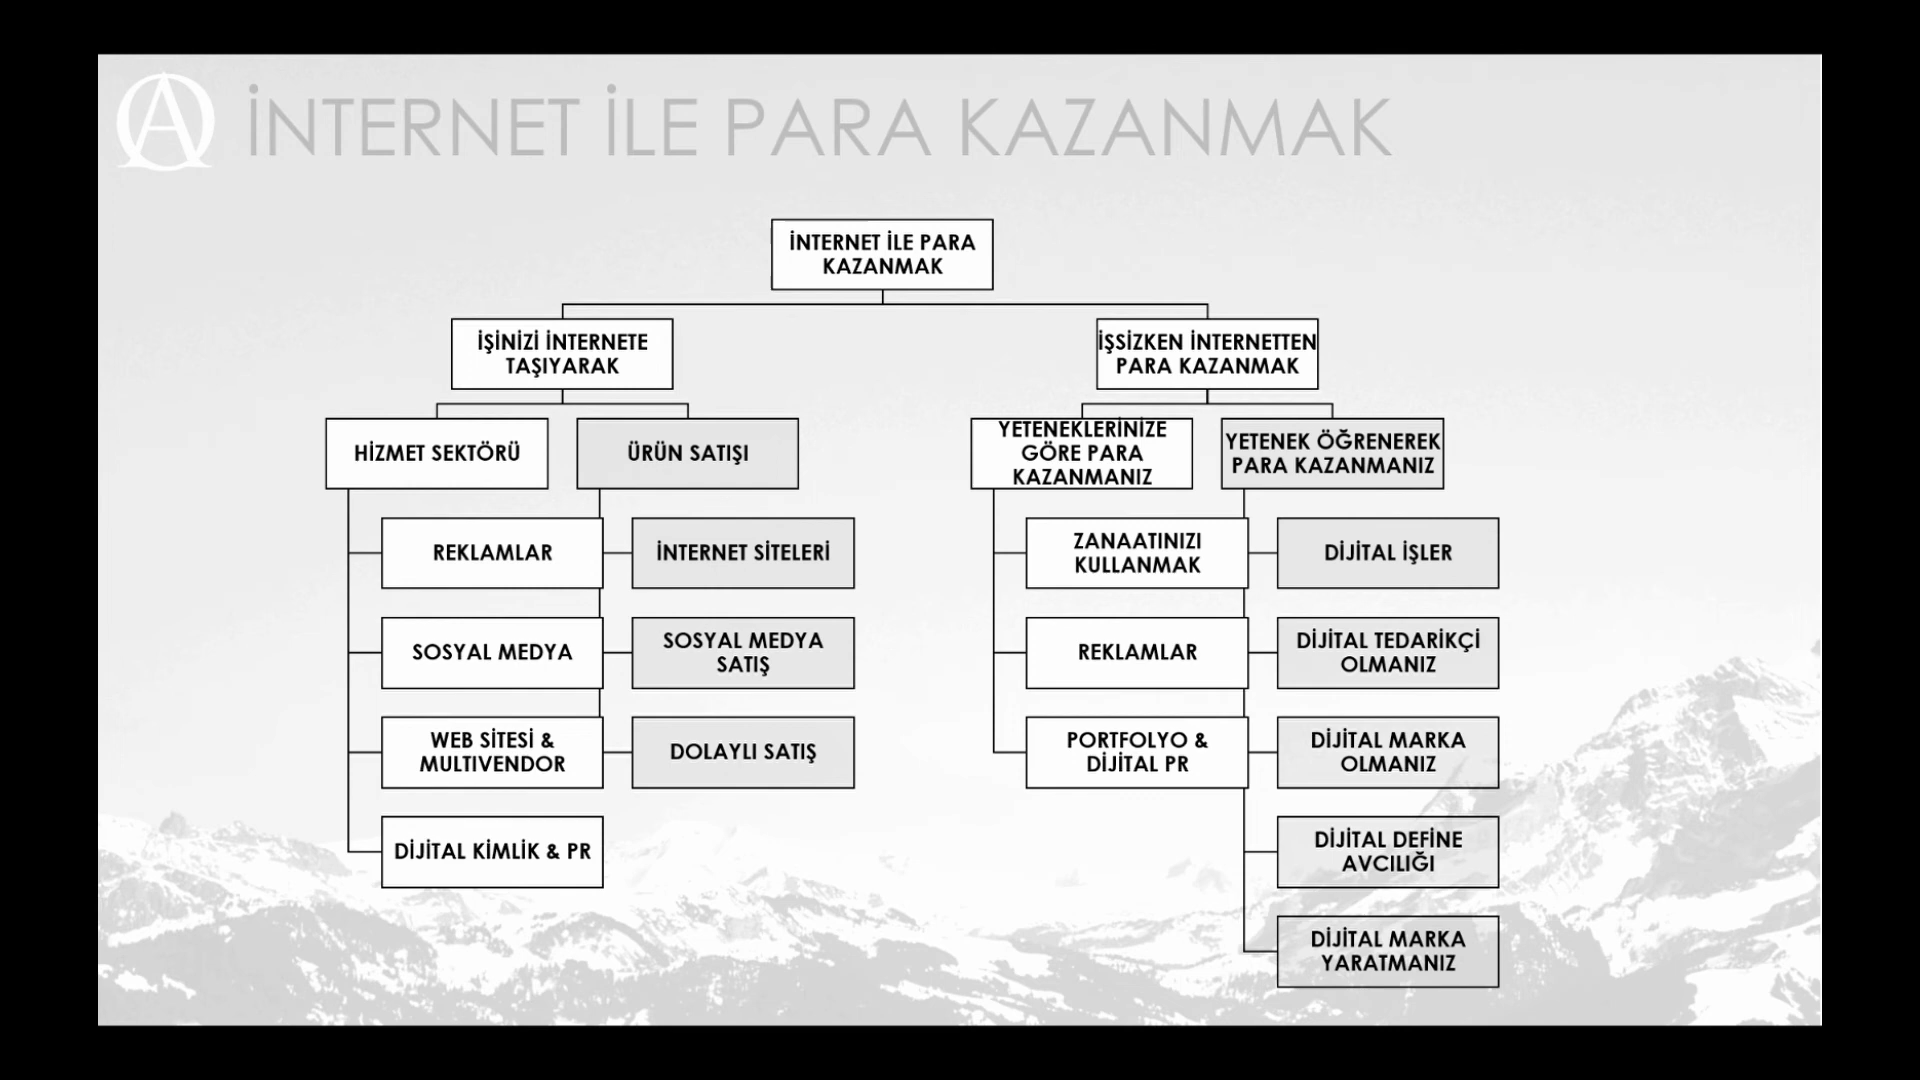 İNTERNET İLE PARA KAZANMAK
İNTERNET İLE PARA
KAZANMAK
İŞİNİZİ İNTERNETE
TAŞIYARAK
HİZMET SEKTÖRÜ
REKLAMLAR
SOSYAL MEDYA
WEB SİTESİ &
MULTIVENDOR
DİJİTAL KİMLİK & PR
ÜRÜN SATIŞI
İNTERNET SİTELERİ
SOSYAL MEDYA
SATIŞ
DOLAYLI SATIŞ
İŞSİZKEN İNTERNETTEN
PARA KAZANMAK
YETENEKLERİNİZE
GÖRE PARA
KAZANMANIZ
ZANAATINIZI
KULLANMAK
REKLAMLAR
PORTFOLYO &
DİJİTAL PR
YETENEK ÖĞRENEREK
PARA KAZANMANIZ
DİJİTAL İŞLER
DİJİTAL TEDARİKÇİ
OLMANIZ
DİJİTAL MARKA
OLMANIZ
DİJİTAL DEFİNE
AVCILIĞI
DİJİTAL MARKA
YARATMANIZ